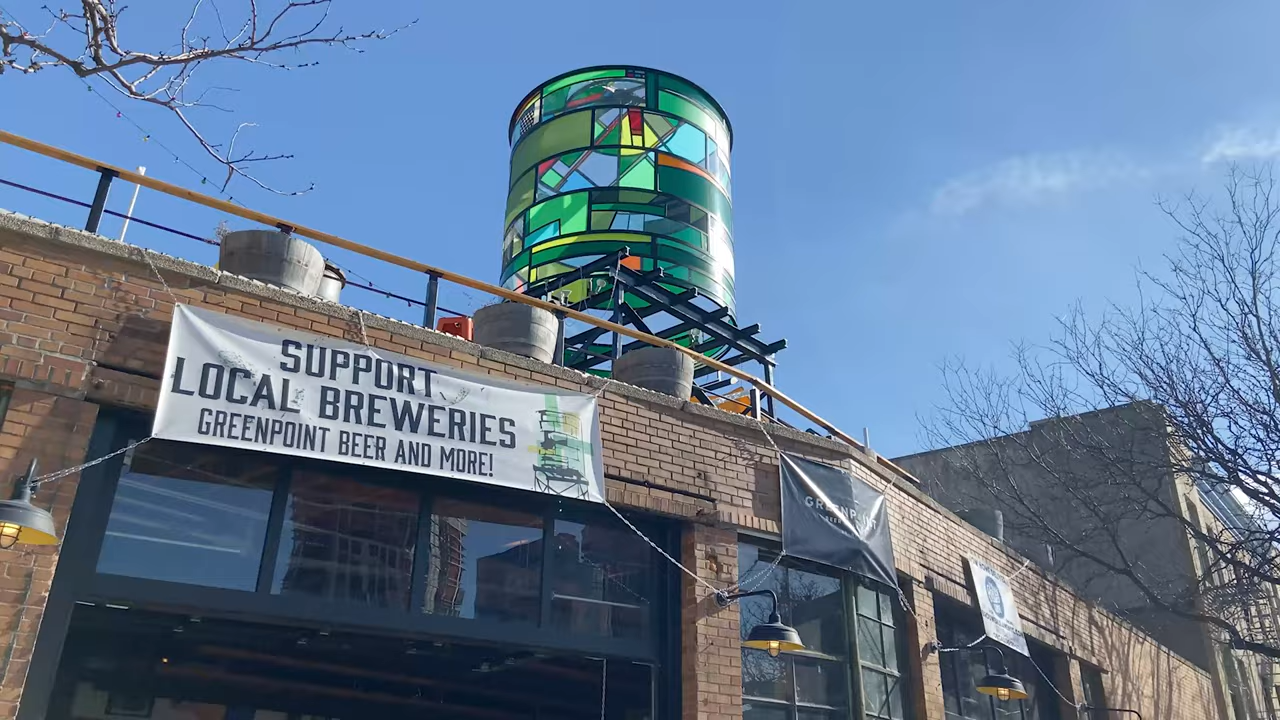 SUPPORT
LOCAL BREWERIES
GREENPOINT BEER AND MORE!
GREENPOINT